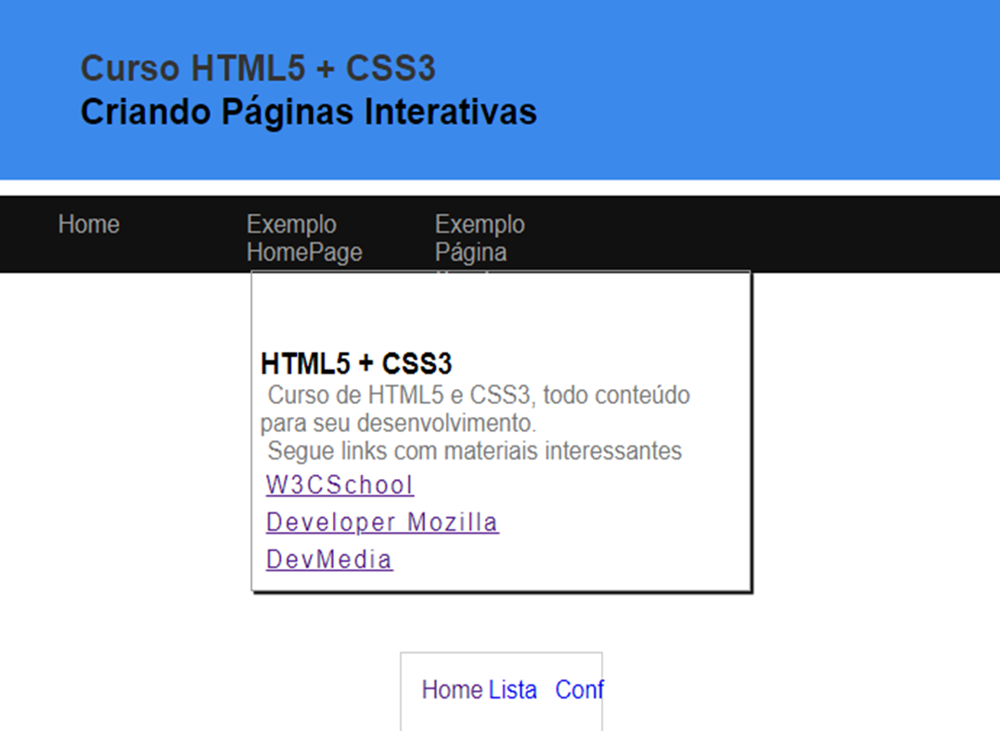 Curso HTML5 + CSS3
Criando Páginas Interativas
Home Exemplo Exemplo
HomePage Página
HTML5 + CSS3
Curso de HTML5 e CSS3, todo conteúdo
para seu desenvolvimento.
Segue links com materiais interessantes
W3CSchool
Developer Mozilla
DevMedia
Home Lista Conf